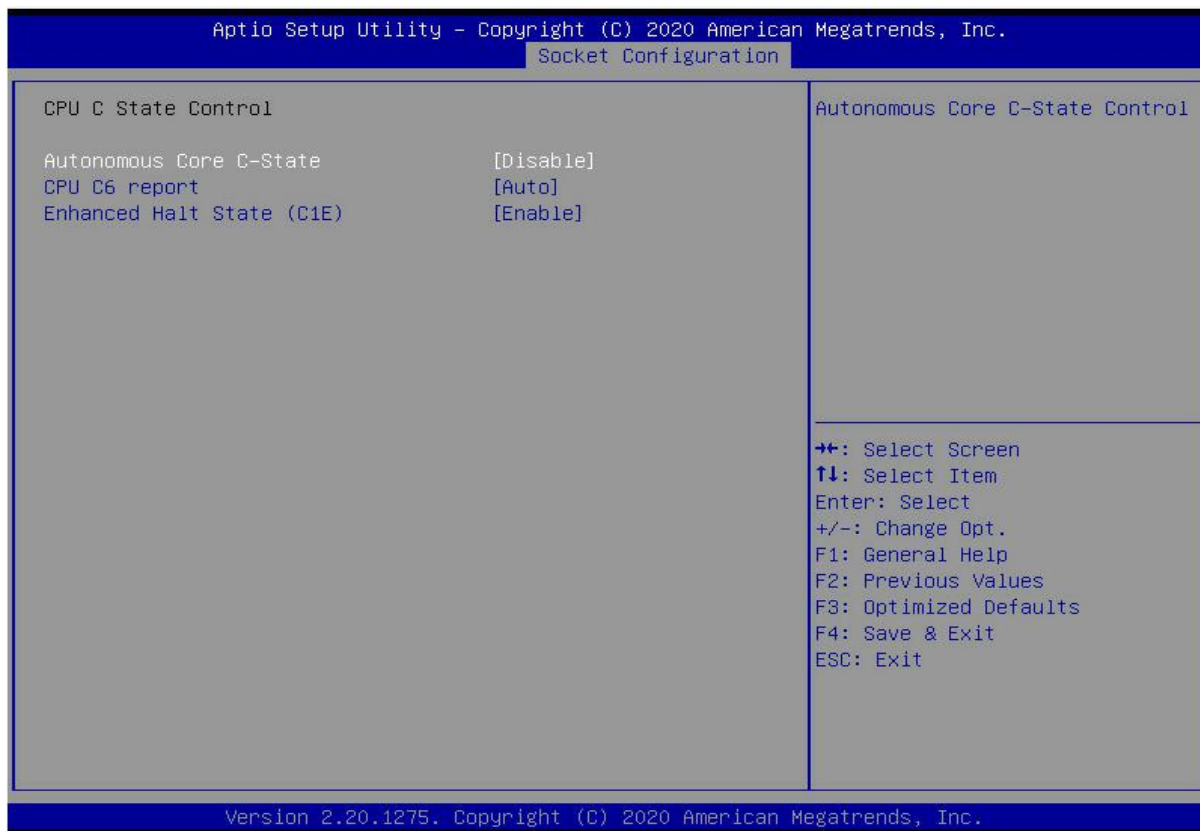 Aptio Setup Utility – Copyright (C) 2020 American Megatrends, Inc.
Socket Configuration
CPU C State Control
Autonomous Core C-State [Disable]
CPU C6 report [Auto]
Enhanced Halt State (C1E) [Enable]
Autonomous Core C-State Control
→←: Select Screen
↑↓: Select Item
Enter: Select
+/-: Change Opt.
F1: General Help
F2: Previous Values
F3: Optimized Defaults
F4: Save & Exit
ESC: Exit
Version 2.20.1275. Copyright (C) 2020 American Megatrends, Inc.